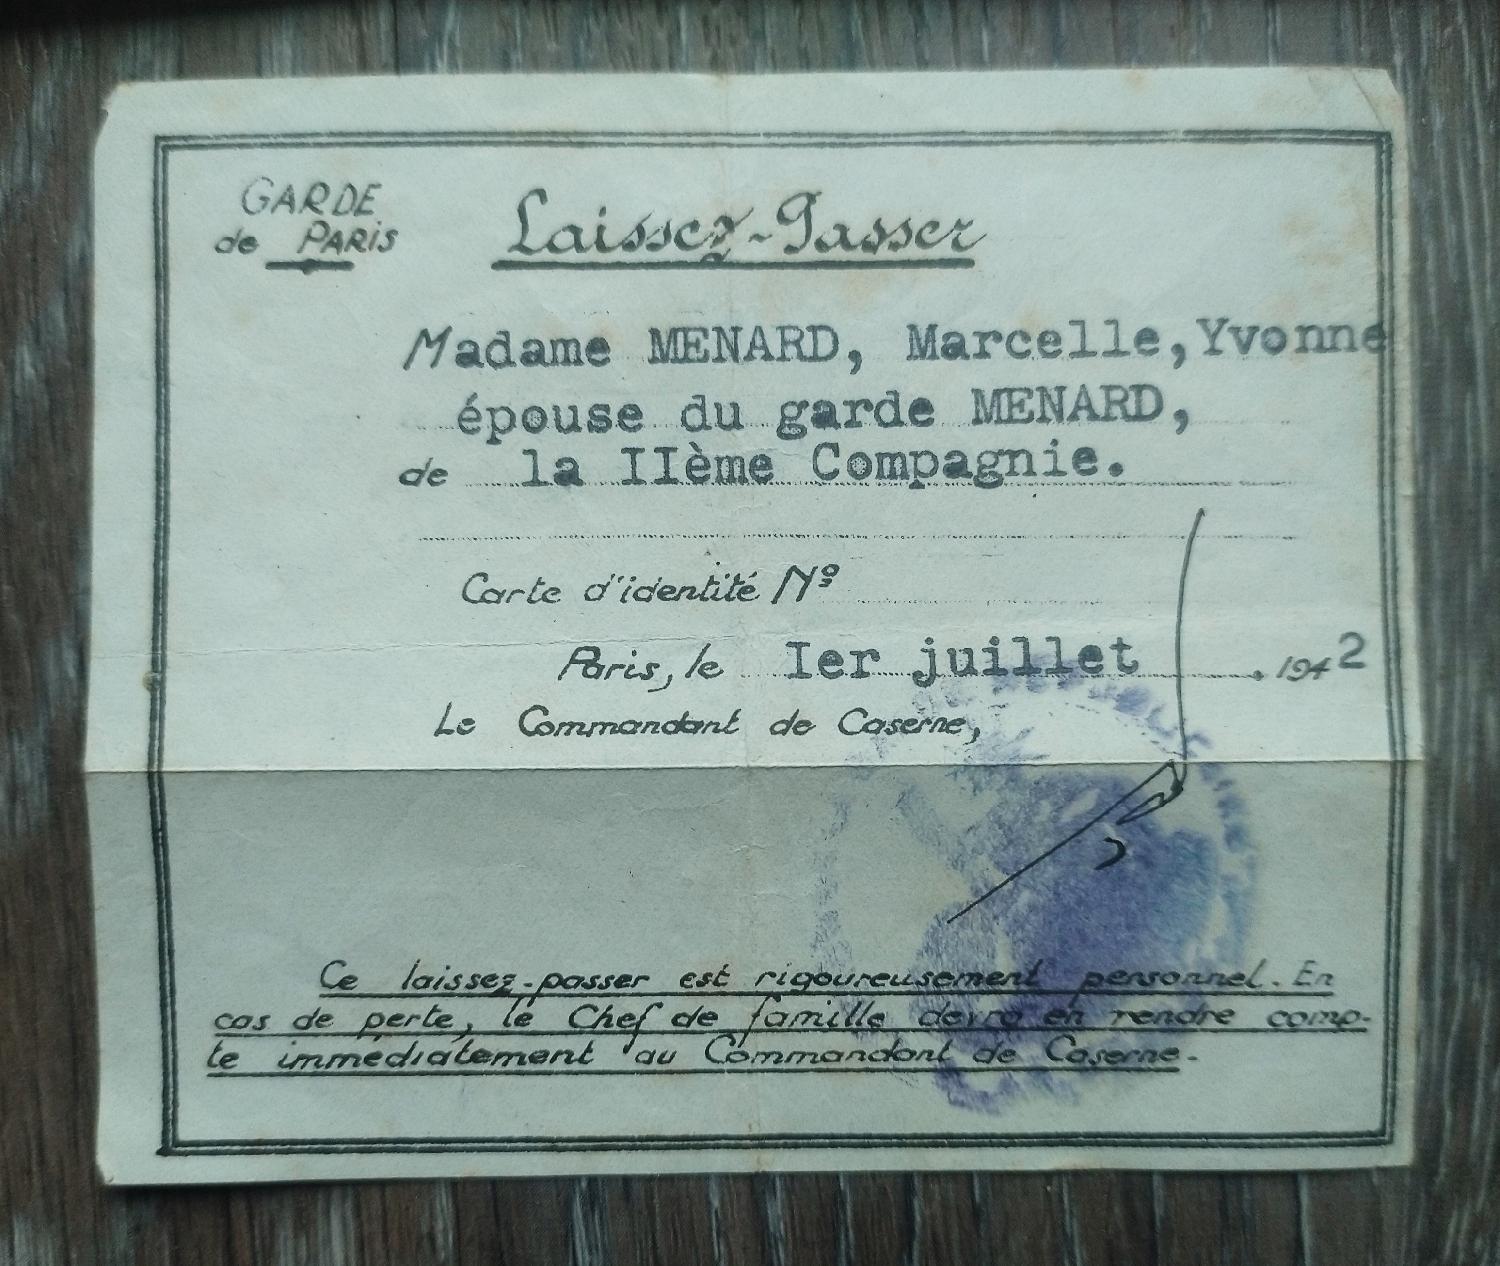 GARDE
de PARIS
Laissez-Passer
Madame MENARD, Marcelle,Yvonne
épouse du garde MENARD,
de la IIème Compagnie.
Carte d'identité Nº
Paris, le Ier juillet . 1942
Le Commandant de Caserne,
Ce laissez-passer est rigoureusement personnel. En
cas de perte, le Chef de famille devra en rendre comp-
te immédiatement au Commandant de Caserne.